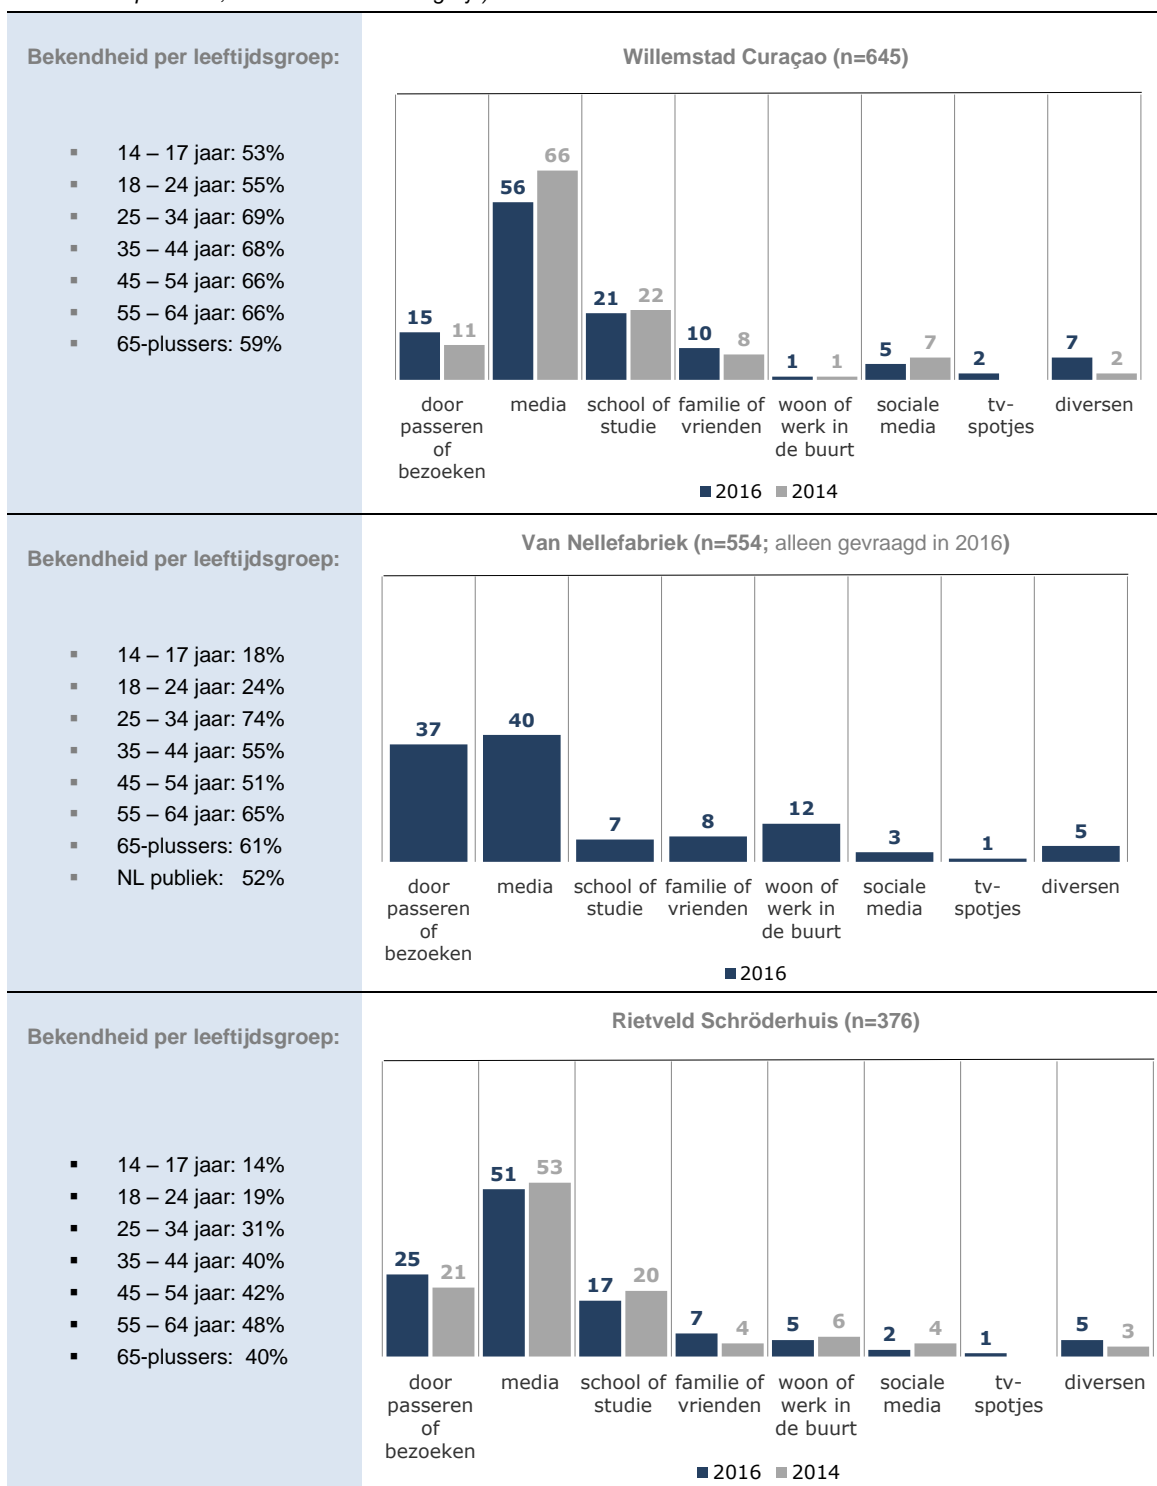 Bekendheid per leeftijdsgroep:
14 – 17 jaar: 53%
18 – 24 jaar: 55%
25 – 34 jaar: 69%
35 – 44 jaar: 68%
45 – 54 jaar: 66%
55 – 64 jaar: 66%
65-plussers: 59%
Willemstad Curaçao (n=645)
66
56
21 22
15 11
10 8
1 1
5 7
2
7 2
door passeren of bezoeken
media
school of studie
familie of vrienden
woon of werk in de buurt
sociale media
tv-spotjes
diversen
2016 2014
Bekendheid per leeftijdsgroep:
14 – 17 jaar: 18%
18 – 24 jaar: 24%
25 – 34 jaar: 74%
35 – 44 jaar: 55%
45 – 54 jaar: 51%
55 – 64 jaar: 65%
65-plussers: 61%
NL publiek: 52%
Van Nellefabriek (n=554; alleen gevraagd in 2016)
37 40 7 8 12 3 1 5
door passeren of bezoeken
media
school of studie
familie of vrienden
woon of werk in de buurt
sociale media
tv-spotjes
diversen
2016
Bekendheid per leeftijdsgroep:
14 – 17 jaar: 14%
18 – 24 jaar: 19%
25 – 34 jaar: 31%
35 – 44 jaar: 40%
45 – 54 jaar: 42%
55 – 64 jaar: 48%
65-plussers: 40%
Rietveld Schröderhuis (n=376)
25 21
51 53
17 20
7 4
5 6
2 4
1
5 3
door passeren of bezoeken
media
school of studie
familie of vrienden
woon of werk in de buurt
sociale media
tv-spotjes
diversen
2016 2014